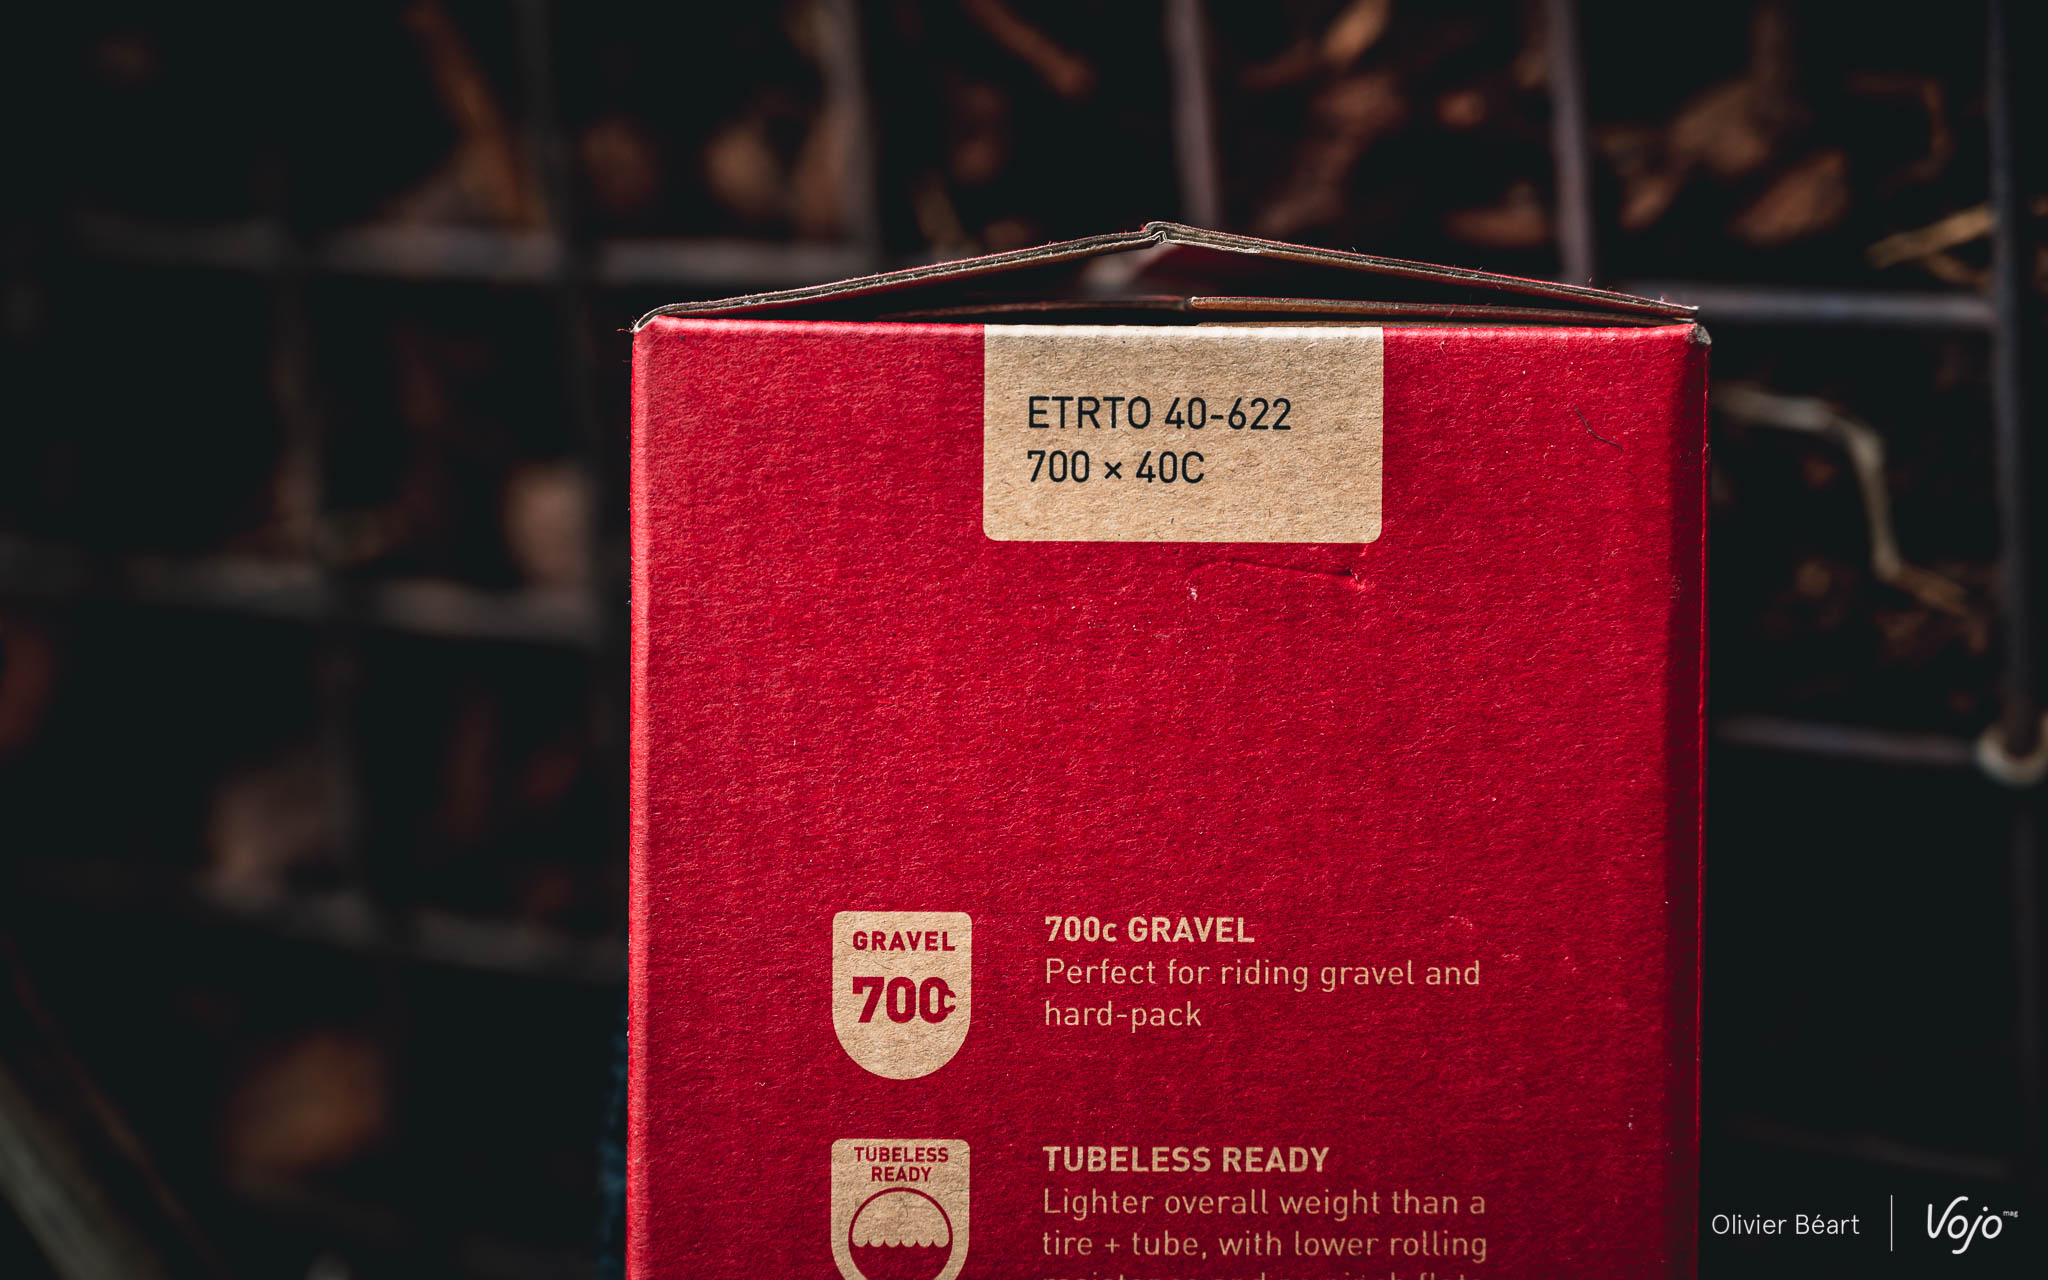 ETRTO 40-622
700 × 40C
GRAVEL
700c
700c GRAVEL
Perfect for riding gravel and
hard-pack
TUBELESS
READY
TUBELESS READY
Lighter overall weight than a
tire + tube, with lower rolling
Olivier Béart
Vojo
mag